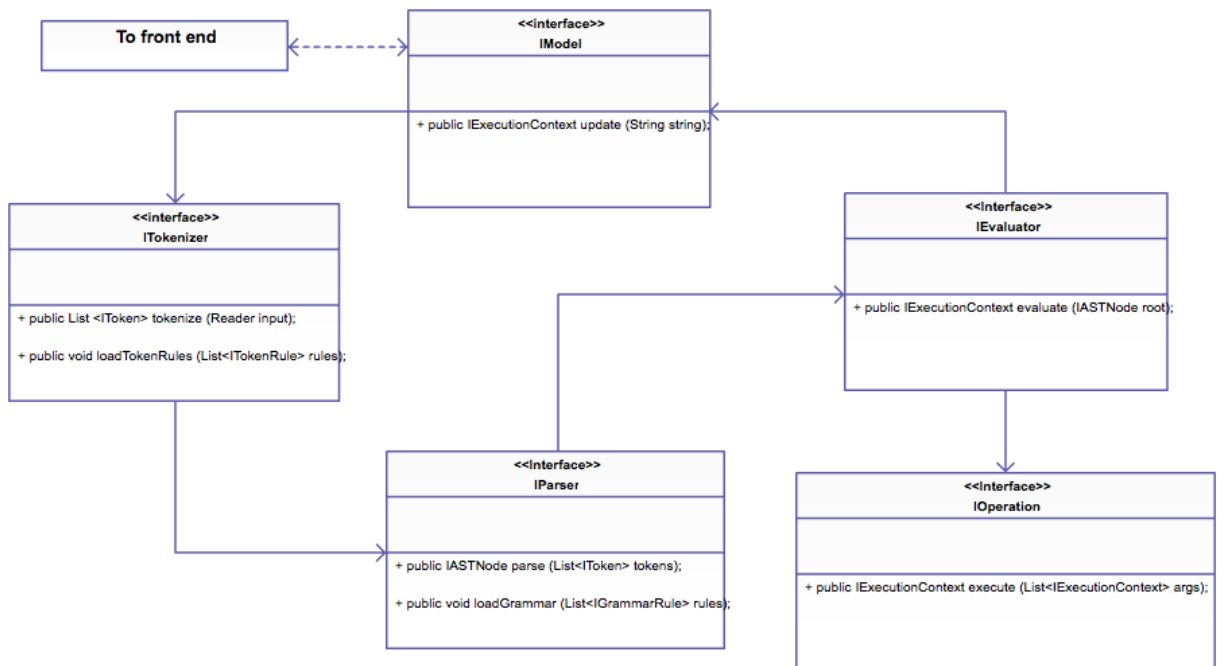 To front end
<<interface>>
IModel
+ public IExecutionContext update (String string);
<<interface>>
ITokenizer
+ public List <IToken> tokenize (Reader input);
+ public void loadTokenRules (List<ITokenRule> rules);
<<Interface>>
IEvaluator
+ public IExecutionContext evaluate (IASTNode root);
<<Interface>>
IParser
+ public IASTNode parse (List<IToken> tokens);
+ public void loadGrammar (List<IGrammarRule> rules);
<<Interface>>
IOperation
+ public IExecutionContext execute (List<IExecutionContext> args);